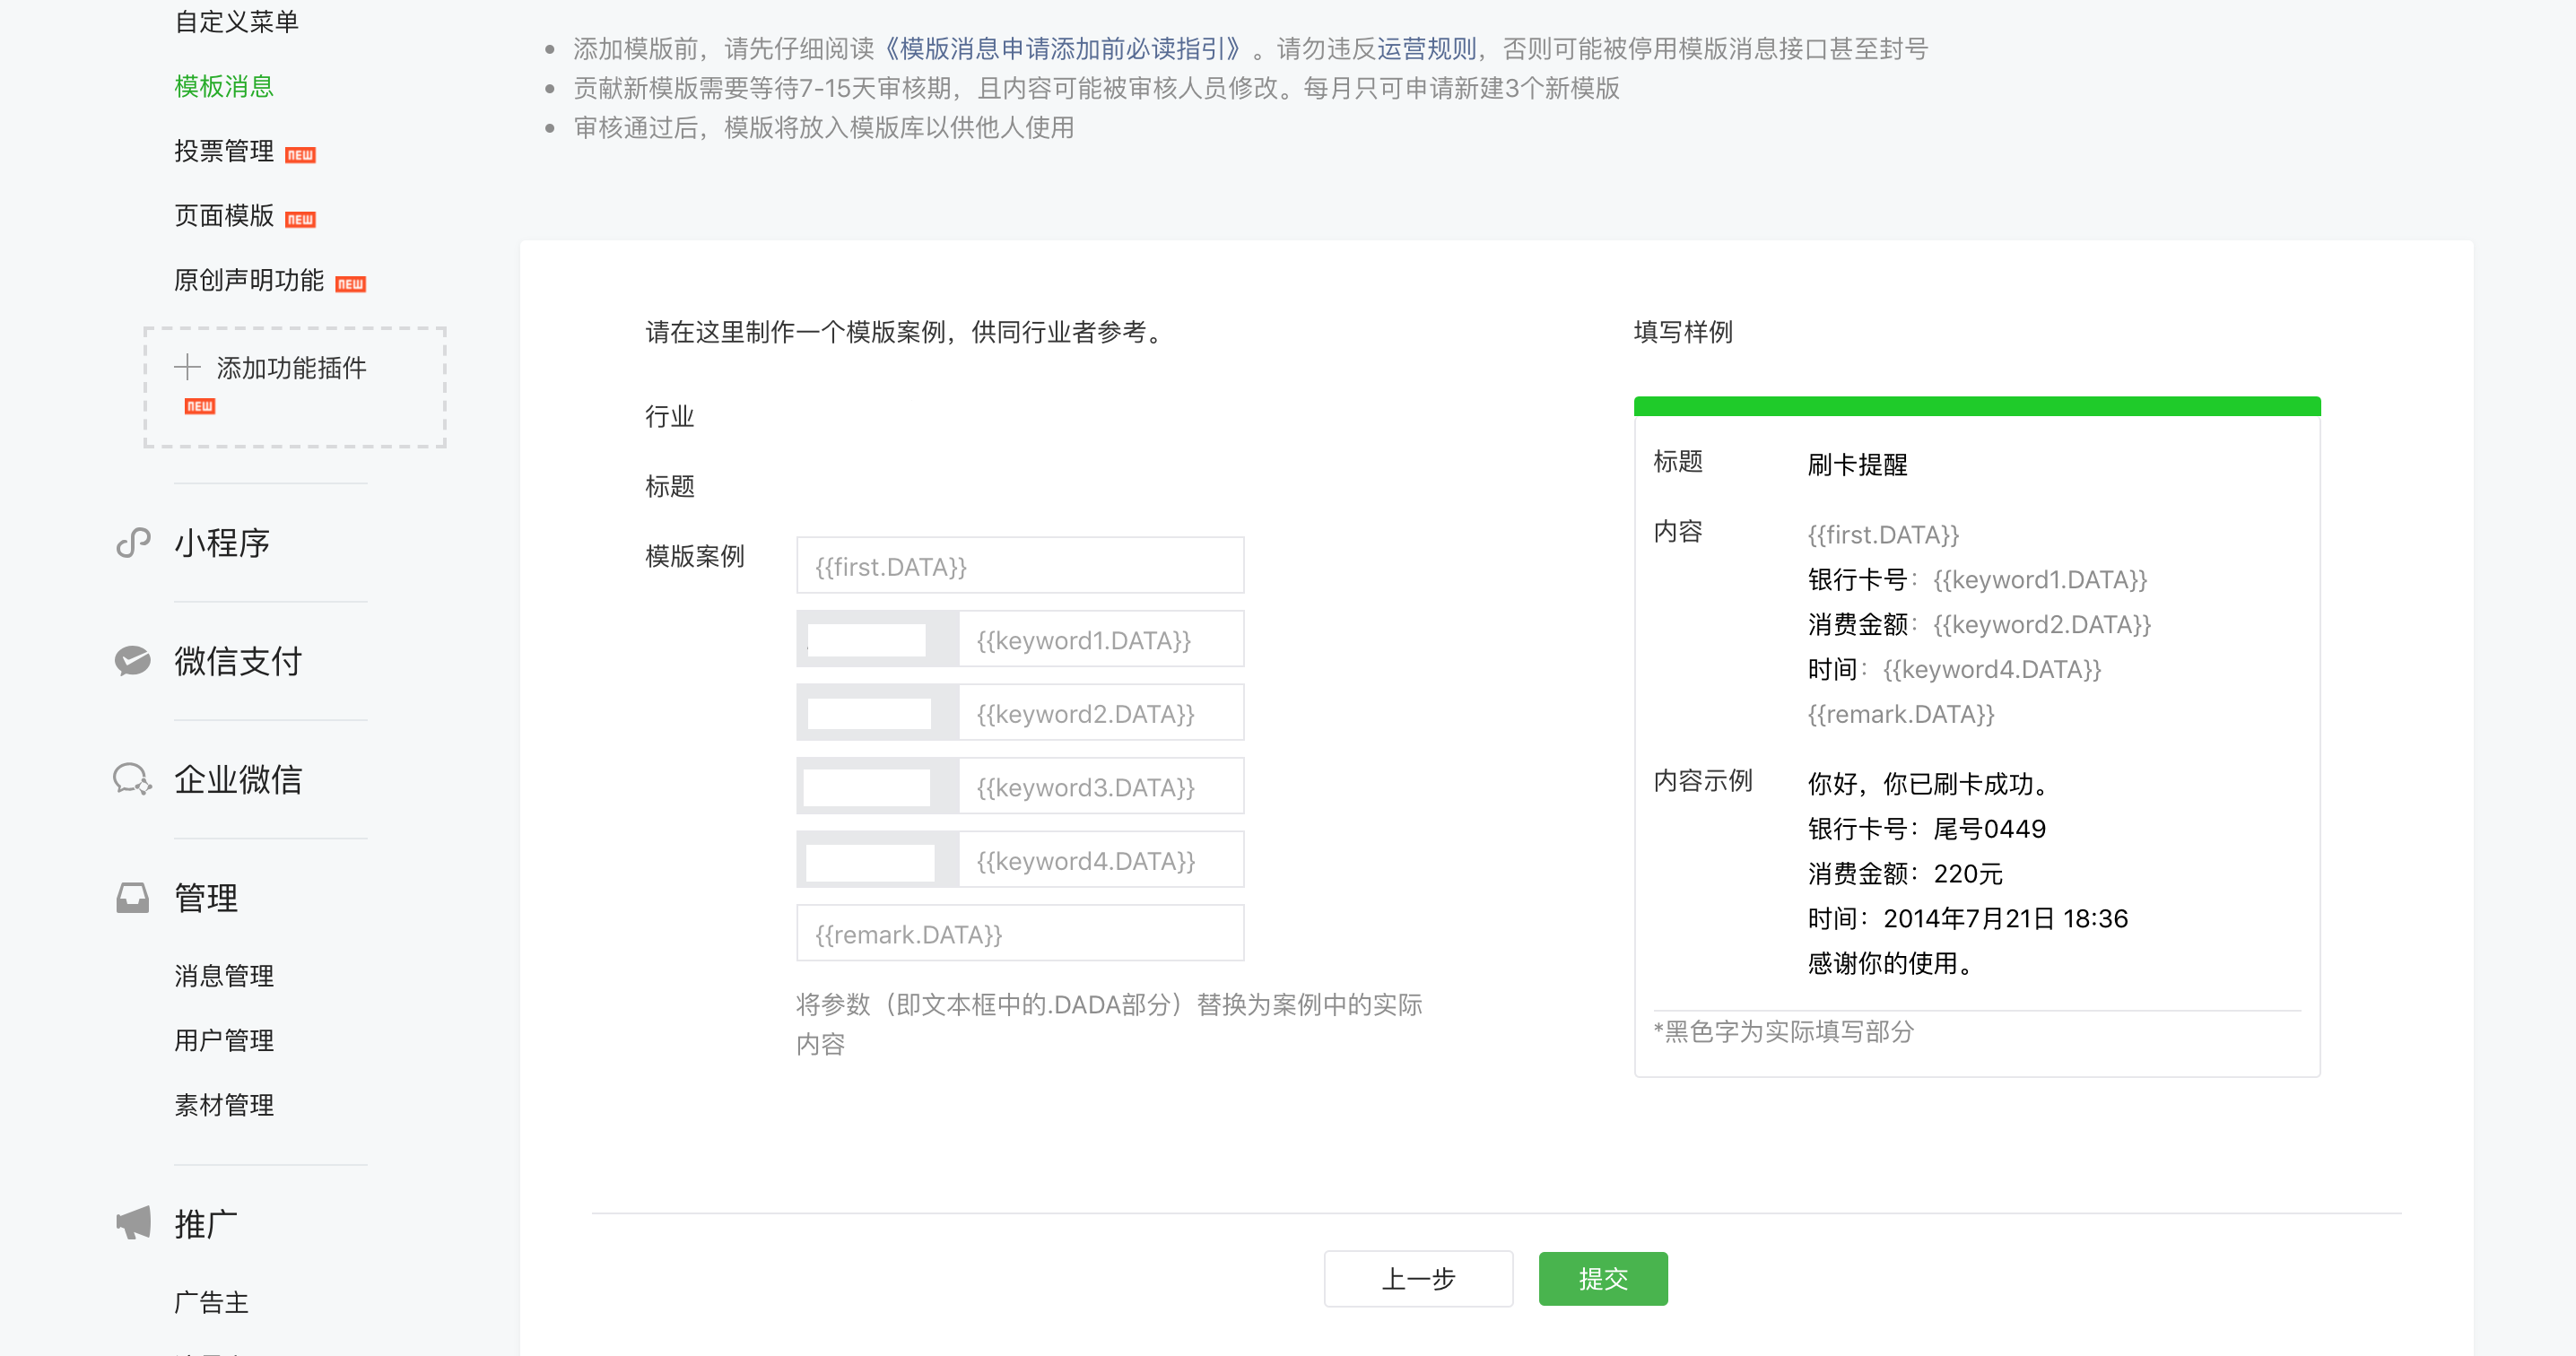 自定义菜单
模板消息
投票管理 NEW
页面模版 NEW
原创声明功能 NEW
添加功能插件
NEW
小程序
微信支付
企业微信
管理
消息管理
用户管理
素材管理
推广
广告主
添加模版前，请先仔细阅读《模版消息申请添加前必读指引》。请勿违反运营规则，否则可能被停用模版消息接口甚至封号
贡献新模版需要等待7-15天审核期，且内容可能被审核人员修改。每月只可申请新建3个新模版
审核通过后，模版将放入模版库以供他人使用
请在这里制作一个模版案例，供同行业者参考。
行业
标题
模版案例 {{first.DATA}}
{{keyword1.DATA}}
{{keyword2.DATA}}
{{keyword3.DATA}}
{{keyword4.DATA}}
{{remark.DATA}}
将参数（即文本框中的.DADA部分）替换为案例中的实际
内容
填写样例
标题 刷卡提醒
内容 {{first.DATA}}
银行卡号：{{keyword1.DATA}}
消费金额：{{keyword2.DATA}}
时间：{{keyword4.DATA}}
{{remark.DATA}}
内容示例 你好，你已刷卡成功。
银行卡号：尾号0449
消费金额：220元
时间：2014年7月21日 18:36
感谢你的使用。
*黑色字为实际填写部分
上一步 提交